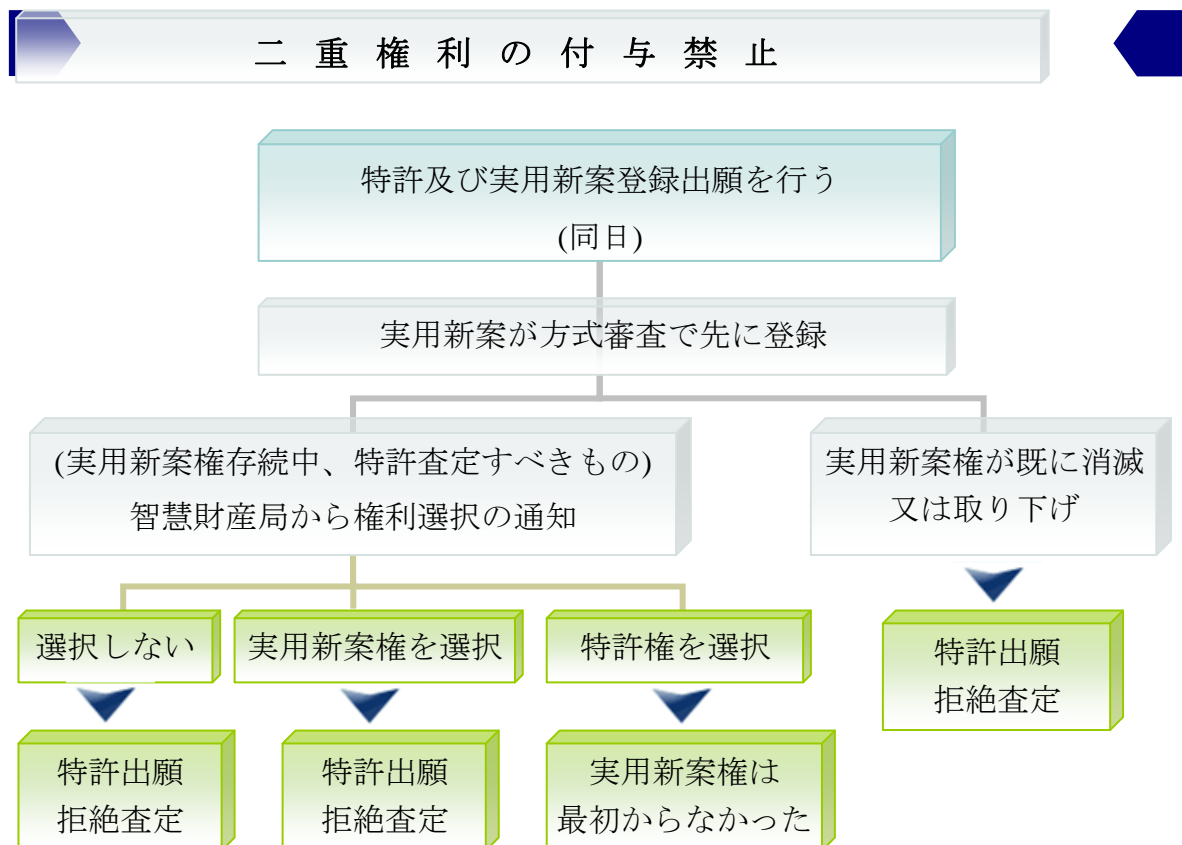 二重権利の付与禁止
特許及び実用新案登録出願を行う
(同日)
実用新案が方式審査で先に登録
(実用新案権存続中、特許査定すべきもの)
智慧財産局から権利選択の通知
実用新案権が既に消滅
又は取り下げ
選択しない
実用新案権を選択
特許権を選択
特許出願
拒絶査定
特許出願
拒絶査定
特許出願
拒絶査定
実用新案権は
最初からなかった